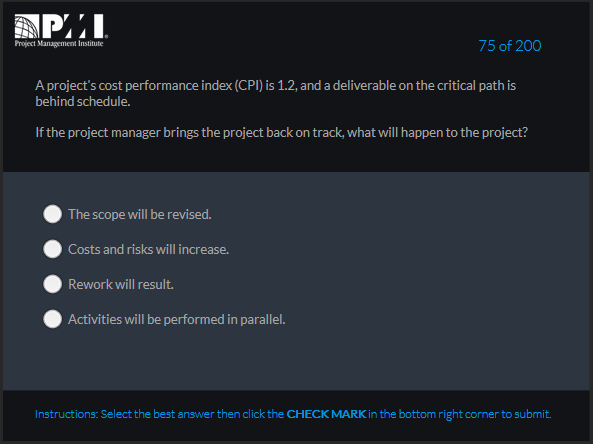 PMI
Project Management Institute
75 of 200
A project's cost performance index (CPI) is 1.2, and a deliverable on the critical path is
behind schedule.
If the project manager brings the project back on track, what will happen to the project?
The scope will be revised.
Costs and risks will increase.
Rework will result.
Activities will be performed in parallel.
Instructions: Select the best answer then click the CHECK MARK in the bottom right corner to submit.